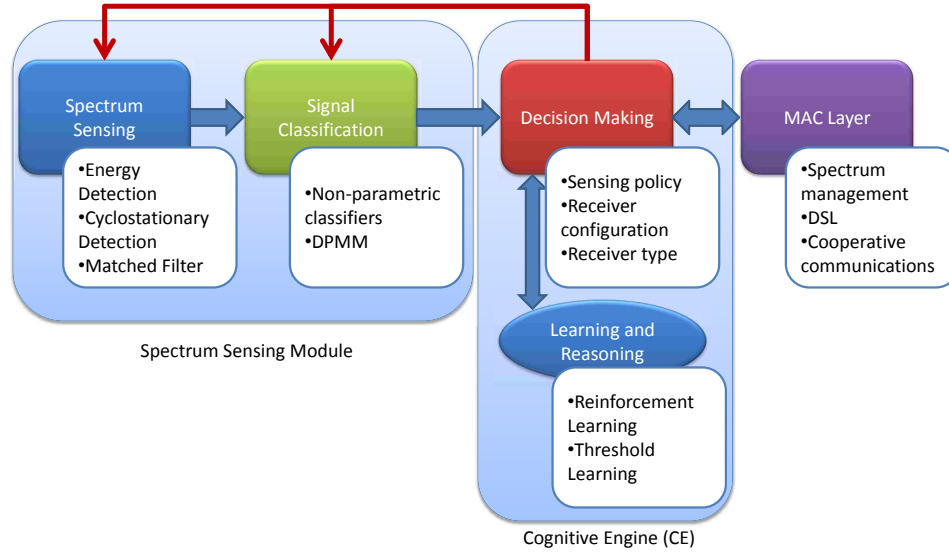 Spectrum
Sensing
•Energy
Detection
•Cyclostationary
Detection
•Matched Filter
Signal
Classification
•Non-parametric
classifiers
•DPMM
Spectrum Sensing Module
Decision Making
•Sensing policy
•Receiver
configuration
•Receiver type
Learning and
Reasoning
•Reinforcement
Learning
•Threshold
Learning
Cognitive Engine (CE)
MAC Layer
•Spectrum
management
•DSL
•Cooperative
communications